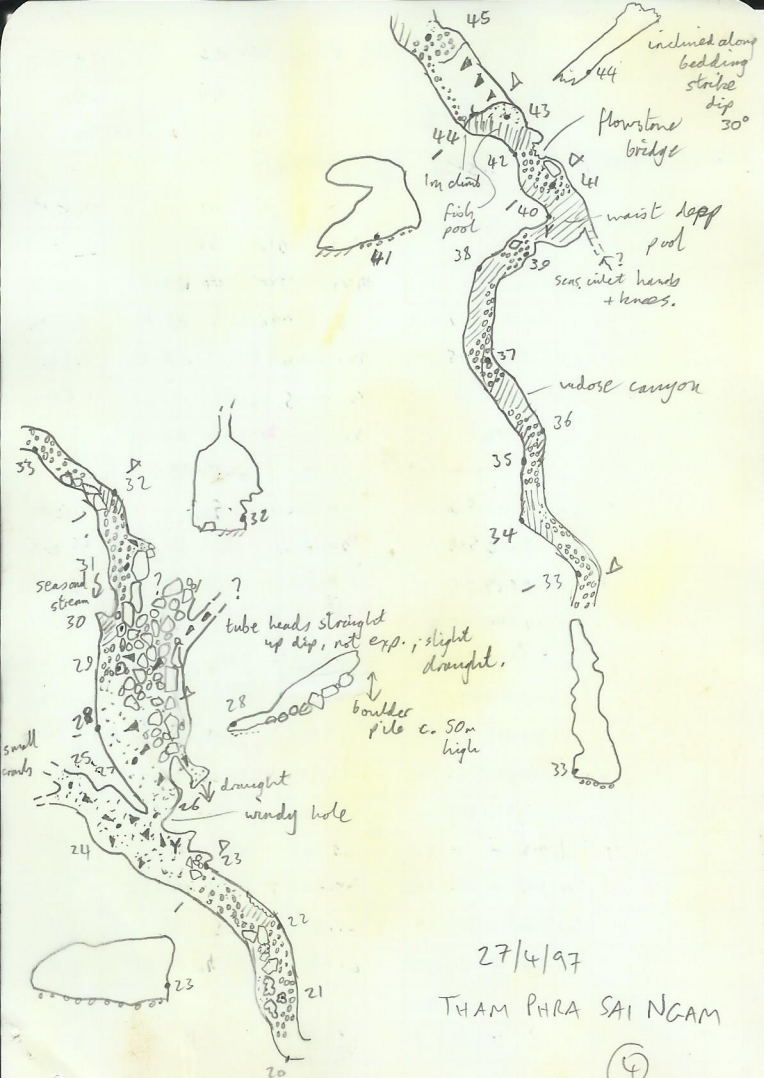 45
44
inclined along
bedding
strike
dip
30°
43
44
flowstone
bridge
42
1m climb
fish
pool
41
40
waist depp
pool
41
38
39
?
seas. inlet hands
+ knees.
37
vadose canyon
36
35
34
33
33
32
32
31
seasonal
stream
?
?
30
tube heads straight
up dip, not exp.; slight
draught.
29
28
28
boulder
pile c. 50m
high
33
small
25
27
draught
26
windy hole
24
23
22
23
21
27/4/97
THAM PHRA SAI NGAM
20
4